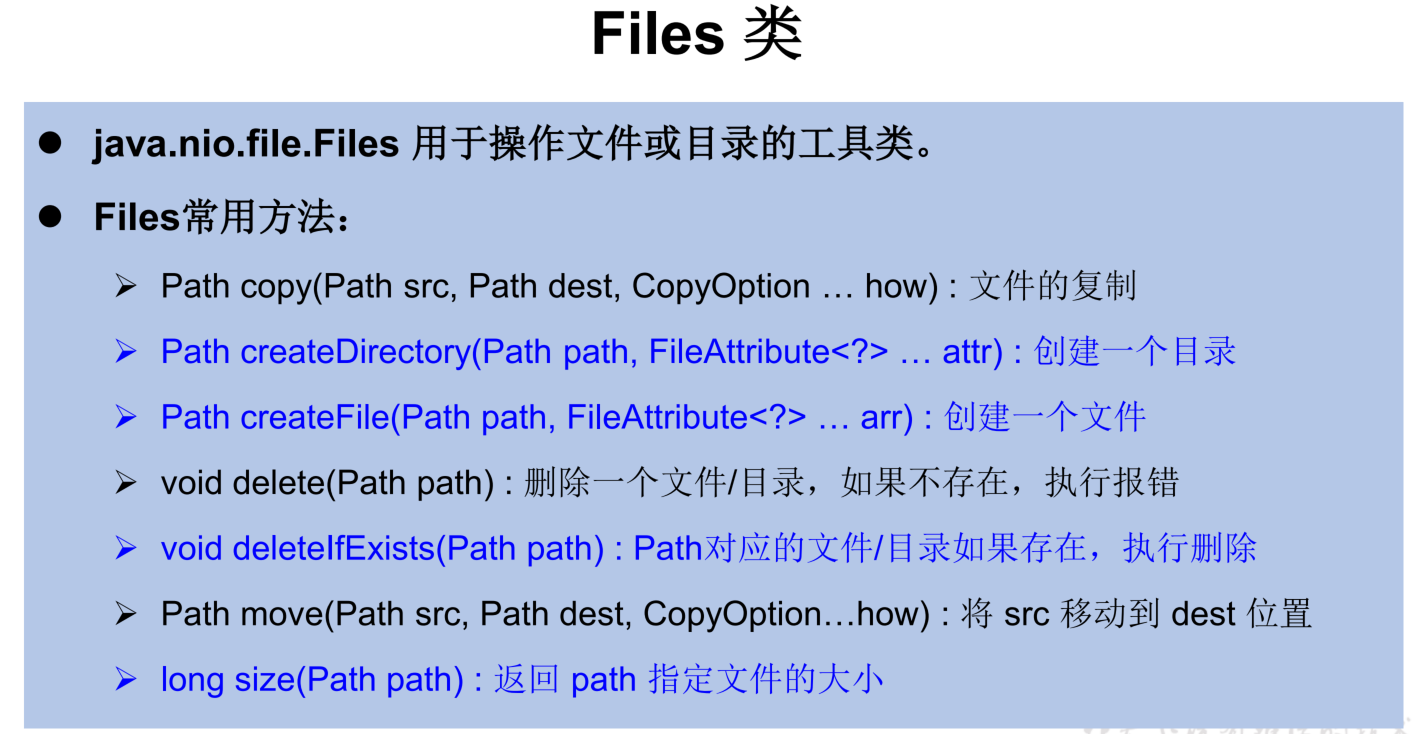 Files 类
● java.nio.file.Files 用于操作文件或目录的工具类。
● Files常用方法：
➢ Path copy(Path src, Path dest, CopyOption … how) : 文件的复制
➢ Path createDirectory(Path path, FileAttribute<?> … attr) : 创建一个目录
➢ Path createFile(Path path, FileAttribute<?> … arr) : 创建一个文件
➢ void delete(Path path) : 删除一个文件/目录，如果不存在，执行报错
➢ void deleteIfExists(Path path) : Path对应的文件/目录如果存在，执行删除
➢ Path move(Path src, Path dest, CopyOption…how) : 将 src 移动到 dest 位置
➢ long size(Path path) : 返回 path 指定文件的大小